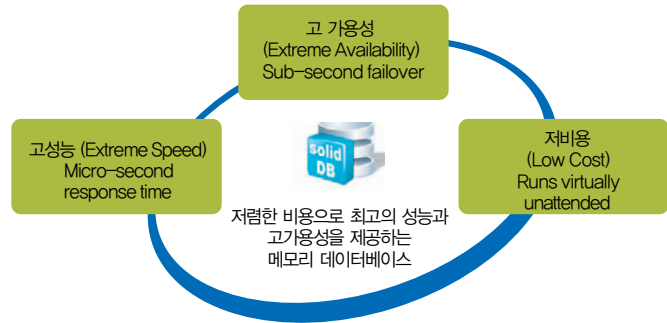 고 가용성
(Extreme Availability)
Sub-second failover
고성능 (Extreme Speed)
Micro-second
response time
solid
DB
저비용
(Low Cost)
Runs virtually
unattended
저렴한 비용으로 최고의 성능과
고가용성을 제공하는
메모리 데이터베이스